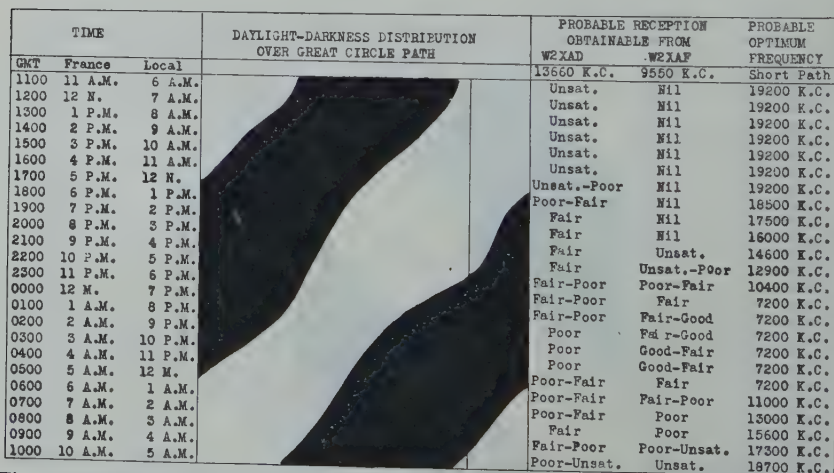 TIME DAYLIGHT-DARKNESS DISTRIBUTION PROBABLE RECEPTION PROBABLE
OVER GREAT CIRCLE PATH OBTAINABLE FROM OPTIMUM
GMT France Local W2XAD W2XAF FREQUENCY
13660 K.C. 9550 K.C. Short Path
1100 11 A.M. 6 A.M. Unsat. Nil 19200 K.C.
1200 12 N. 7 A.M. Unsat. Nil 19200 K.C.
1300 1 P.M. 8 A.M. Unsat. Nil 19200 K.C.
1400 2 P.M. 9 A.M. Unsat. Nil 19200 K.C.
1500 3 P.M. 10 A.M. Unsat. Nil 19200 K.C.
1600 4 P.M. 11 A.M. Unsat. Nil 19200 K.C.
1700 5 P.M. 12 N. Unsat.-Poor Nil 19200 K.C.
1800 6 P.M. 1 P.M. Poor-Fair Nil 18500 K.C.
1900 7 P.M. 2 P.M. Fair Nil 17500 K.C.
2000 8 P.M. 3 P.M. Fair Nil 16000 K.C.
2100 9 P.M. 4 P.M. Fair Unsat. 14600 K.C.
2200 10 P.M. 5 P.M. Fair Unsat.-Poor 12900 K.C.
2300 11 P.M. 6 P.M. Fair-Poor Poor-Fair 10400 K.C.
0000 12 M. 7 P.M. Fair-Poor Fair 7200 K.C.
0100 1 A.M. 8 P.M. Fair-Poor Fair-Good 7200 K.C.
0200 2 A.M. 9 P.M. Poor Fair-Good 7200 K.C.
0300 3 A.M. 10 P.M. Poor Good-Fair 7200 K.C.
0400 4 A.M. 11 P.M. Poor Good-Fair 7200 K.C.
0500 5 A.M. 12 M. Poor-Fair Fair 7200 K.C.
0600 6 A.M. 1 A.M. Poor-Fair Fair-Poor 11000 K.C.
0700 7 A.M. 2 A.M. Poor-Fair Poor 13000 K.C.
0800 8 A.M. 3 A.M. Fair Poor 15600 K.C.
0900 9 A.M. 4 A.M. Fair-Poor Poor-Unsat. 17300 K.C.
1000 10 A.M. 5 A.M. Poor-Unsat. Unsat. 18700 K.C.